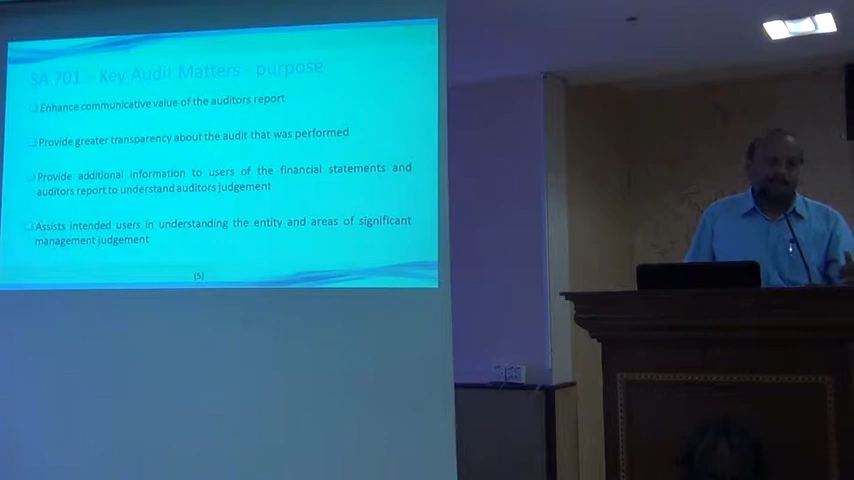 SA 701 – Key Audit Matters - purpose
Enhance communicative value of the auditors report
Provide greater transparency about the audit that was performed
Provide additional information to users of the financial statements and
auditors report to understand auditors judgement
Assists intended users in understanding the entity and areas of significant
management judgement
(5)